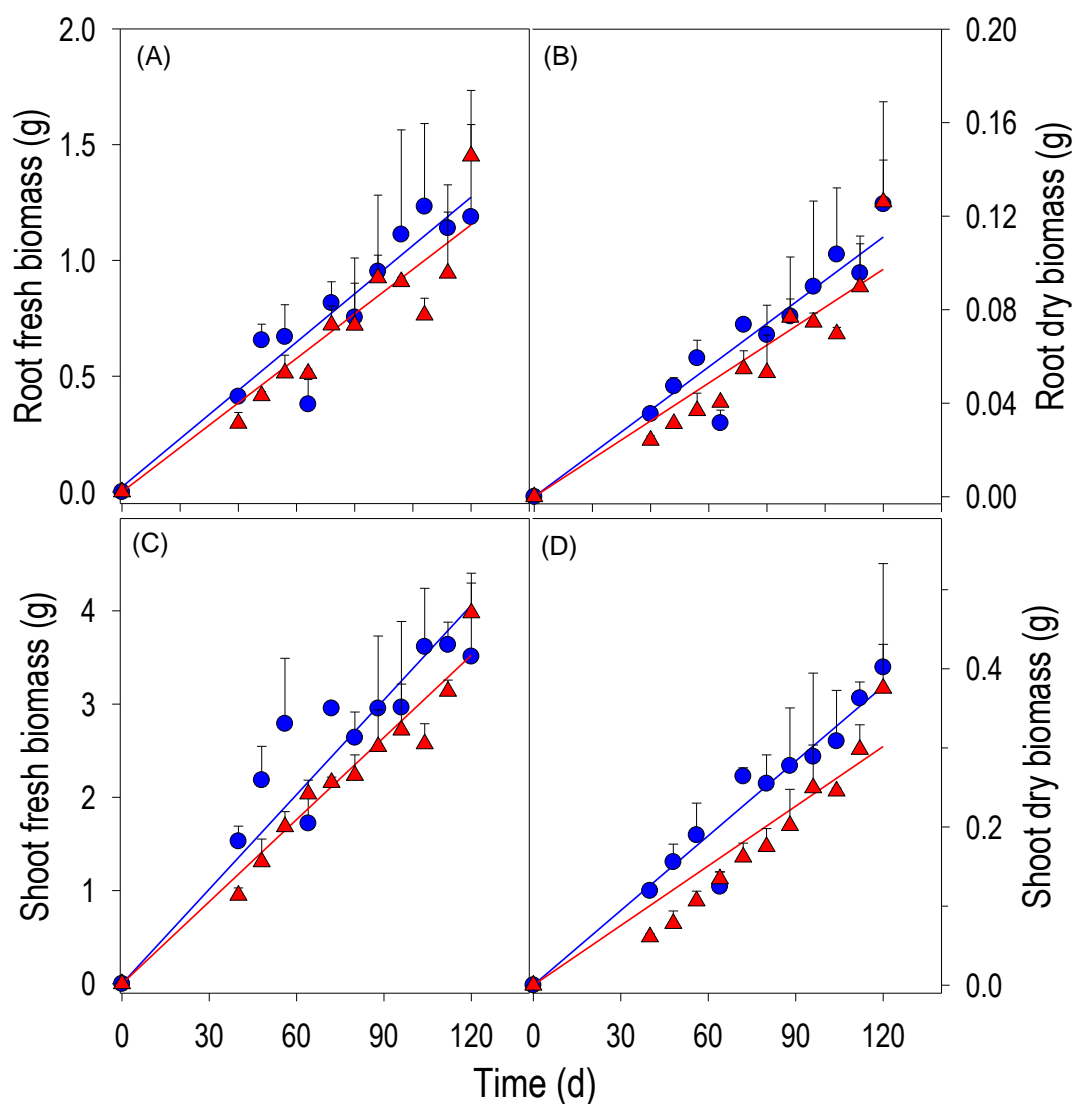 (A)
2.0
1.5
1.0
0.5
0.0
Root fresh biomass (g)
(B)
0.20
0.16
0.12
0.08
0.04
0.00
Root dry biomass (g)
(C)
4
3
2
1
0
Shoot fresh biomass (g)
(D)
0.4
0.2
0.0
Shoot dry biomass (g)
0 30 60 90 120 0 30 60 90 120
Time (d)